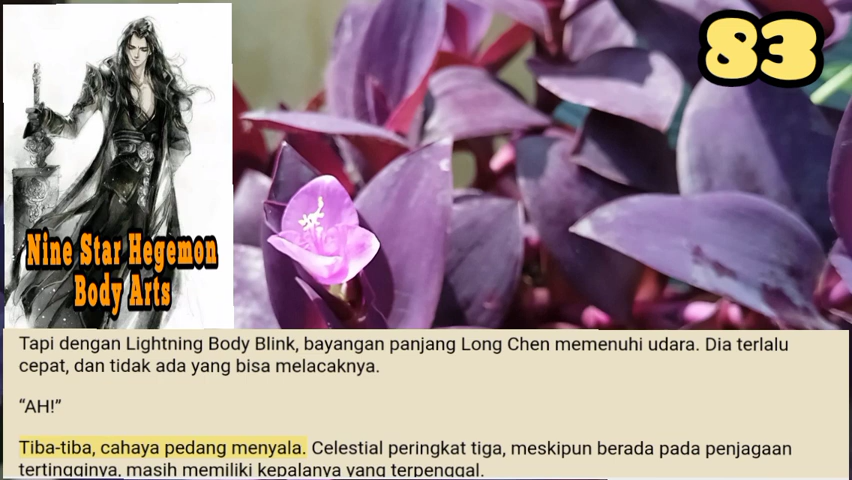 83
Nine Star Hegemon
Body Arts
Tapi dengan Lightning Body Blink, bayangan panjang Long Chen memenuhi udara. Dia terlalu
cepat, dan tidak ada yang bisa melacaknya.
“AH!”
Tiba-tiba, cahaya pedang menyala. Celestial peringkat tiga, meskipun berada pada penjagaan
tertingginya, masih memiliki kepalanya yang terpenggal.